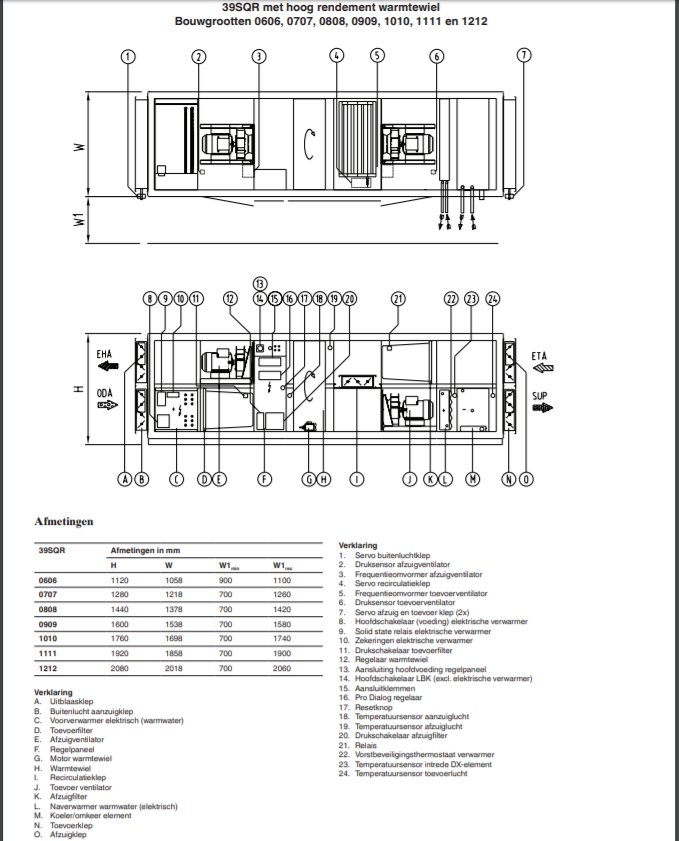 39SQR met hoog rendement warmtewiel
Bouwgrootten 0606, 0707, 0808, 0909, 1010, 1111 en 1212
1 2 3 4 5 6 7
W
W1
13
8 9 10 11 12 14 15 16 17 18 19 20 21 22 23 24
EHA
ETA
ODA
SUP
H
A B C D E F G H I J K L M N O
Afmetingen
39SQR Afmetingen in mm
H W W1 W1
0606 1120 1058 900 1100
0707 1280 1218 700 1260
0808 1440 1378 700 1420
0909 1600 1538 700 1580
1010 1760 1698 700 1740
1111 1920 1858 700 1900
1212 2080 2018 700 2060
Verklaring
A. Uitblaasklep
B. Buitenlucht aanzuigklep
C. Voorverwarmer elektrisch (warmwater)
D. Toevoerfilter
E. Afzuigventilator
F. Regelpaneel
G. Motor warmtewiel
H. Warmtewiel
I. Recirculatieklep
J. Toevoer ventilator
K. Afzuigfilter
L. Naverwarmer warmwater (elektrisch)
M. Koeler/omkeer element
N. Toevoerklep
O. Afzuigklep
Verklaring
1. Servo buitenluchtklep
2. Druksensor afzuigventilator
3. Frequentieomvormer afzuigventilator
4. Servo recirculatieklep
5. Frequentieomvormer toevoerventilator
6. Druksensor toevoerventilator
7. Servo afzuig en toevoer klep (2x)
8. Hoofdschakelaar (voeding) elektrische verwarmer
9. Solid state relais elektrische verwarmer
10. Zekeringen elektrische verwarmer
11. Drukschakelaar toevoerfilter
12. Regelaar warmtewiel
13. Aansluiting hoofdvoeding regelpaneel
14. Hoofdschakelaar LBK (excl. elektrische verwarmer)
15. Aansluitklemmen
16. Pro Dialog regelaar
17. Resetknop
18. Temperatuursensor aanzuiglucht
19. Temperatuursensor afzuiglucht
20. Drukschakelaar afzuigfilter
21. Relais
22. Vorstbeveiligingsthermostaat verwarmer
23. Temperatuursensor intrede DX-element
24. Temperatuursensor toevoerlucht